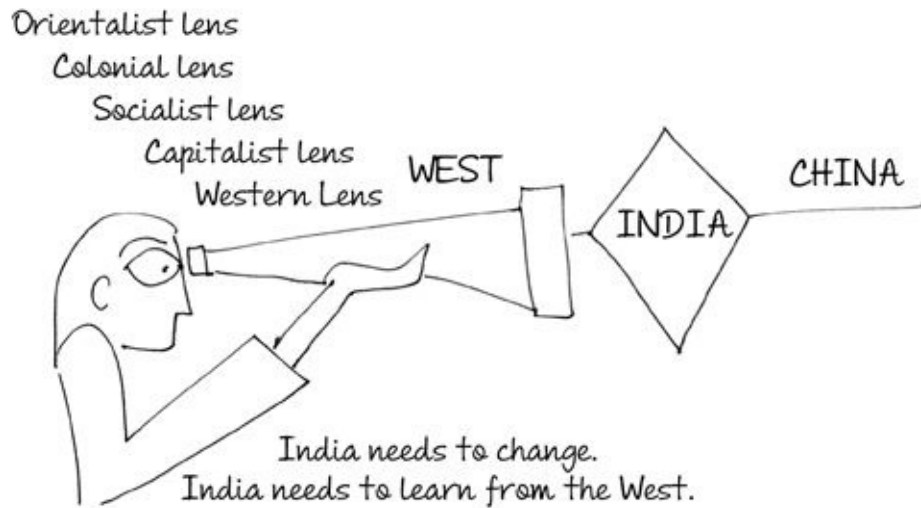 Orientalist lens
Colonial lens
Socialist lens
Capitalist lens
Western Lens
WEST
INDIA
CHINA
India needs to change.
India needs to learn from the West.